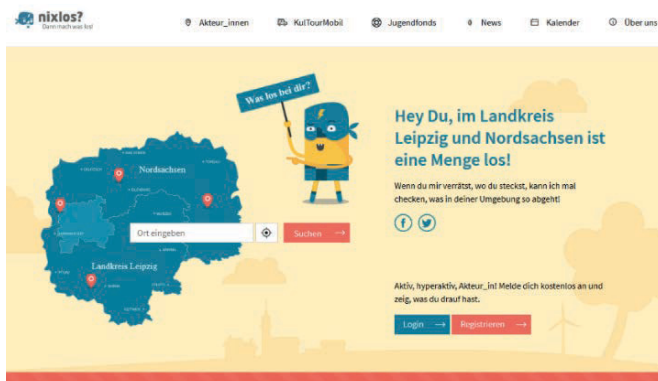 nixlos?
Dann mach was los!
Akteur_innen
KulTourMobil
Jugendfonds
News
Kalender
Über uns
Was los bei dir?
Hey Du, im Landkreis
Leipzig und Nordsachsen ist
eine Menge los!
Wenn du mir verrätst, wo du steckst, kann ich mal
checken, was in deiner Umgebung so abgeht!
Nordsachsen
Ort eingeben
Suchen
Landkreis Leipzig
Aktiv, hyperaktiv, Akteur_in! Melde dich kostenlos an und
zeig, was du drauf hast.
Login
Registrieren